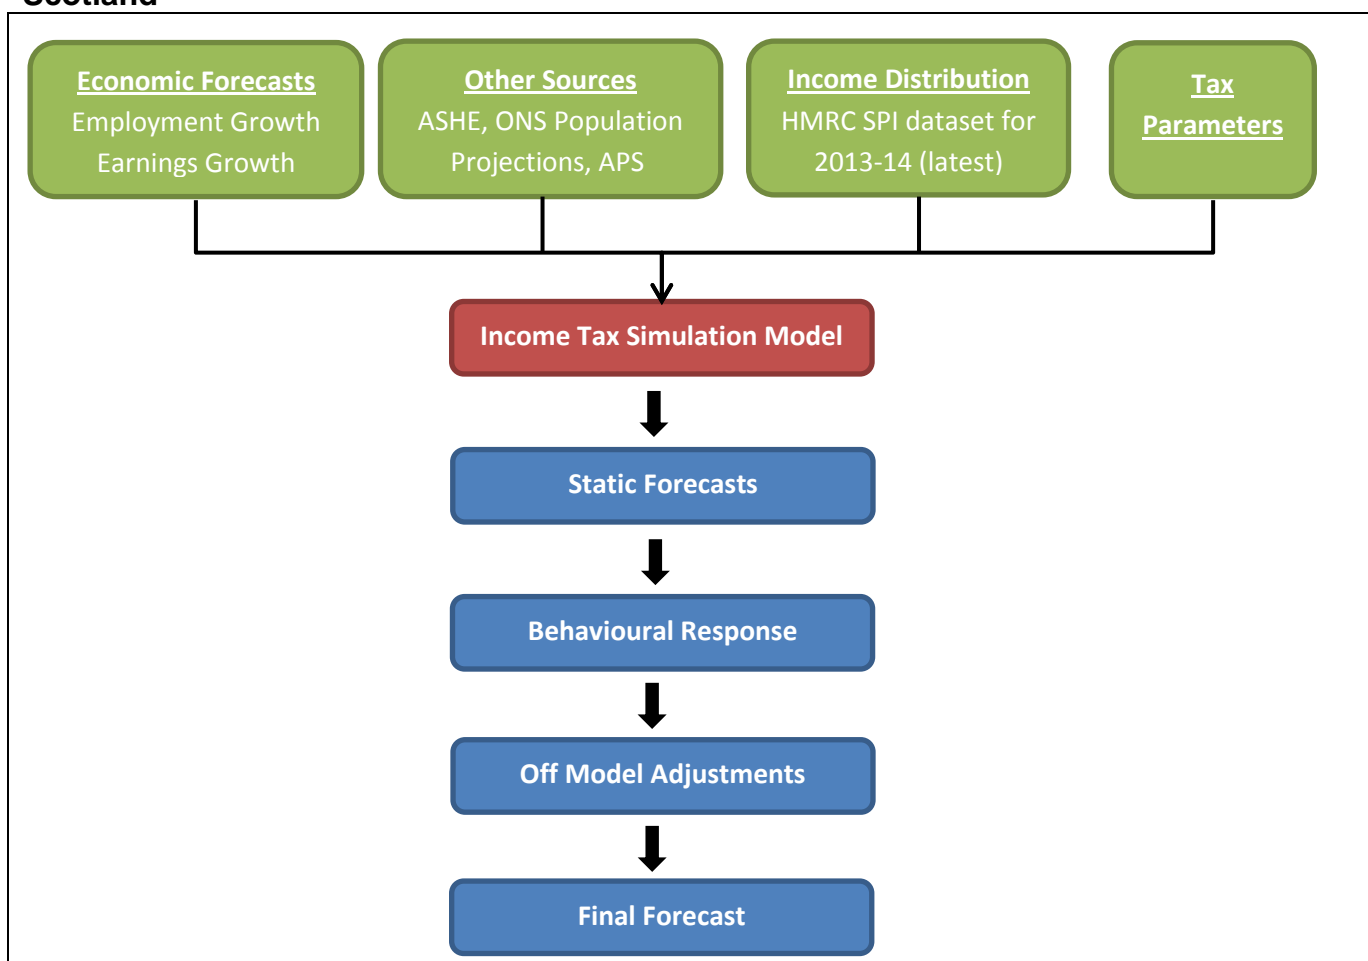 Scotland
Economic Forecasts
Employment Growth
Earnings Growth
Other Sources
ASHE, ONS Population
Projections, APS
Income Distribution
HMRC SPI dataset for
2013-14 (latest)
Tax
Parameters
Income Tax Simulation Model
Static Forecasts
Behavioural Response
Off Model Adjustments
Final Forecast